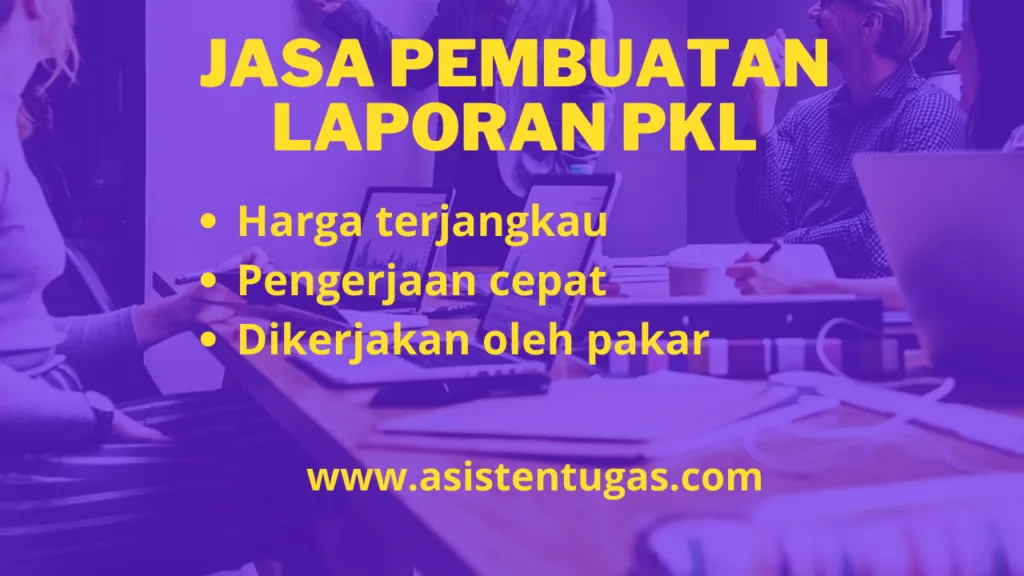 JASA PEMBUATAN
LAPORAN PKL
• Harga terjangkau
• Pengerjaan cepat
• Dikerjakan oleh pakar
www.asistentugas.com